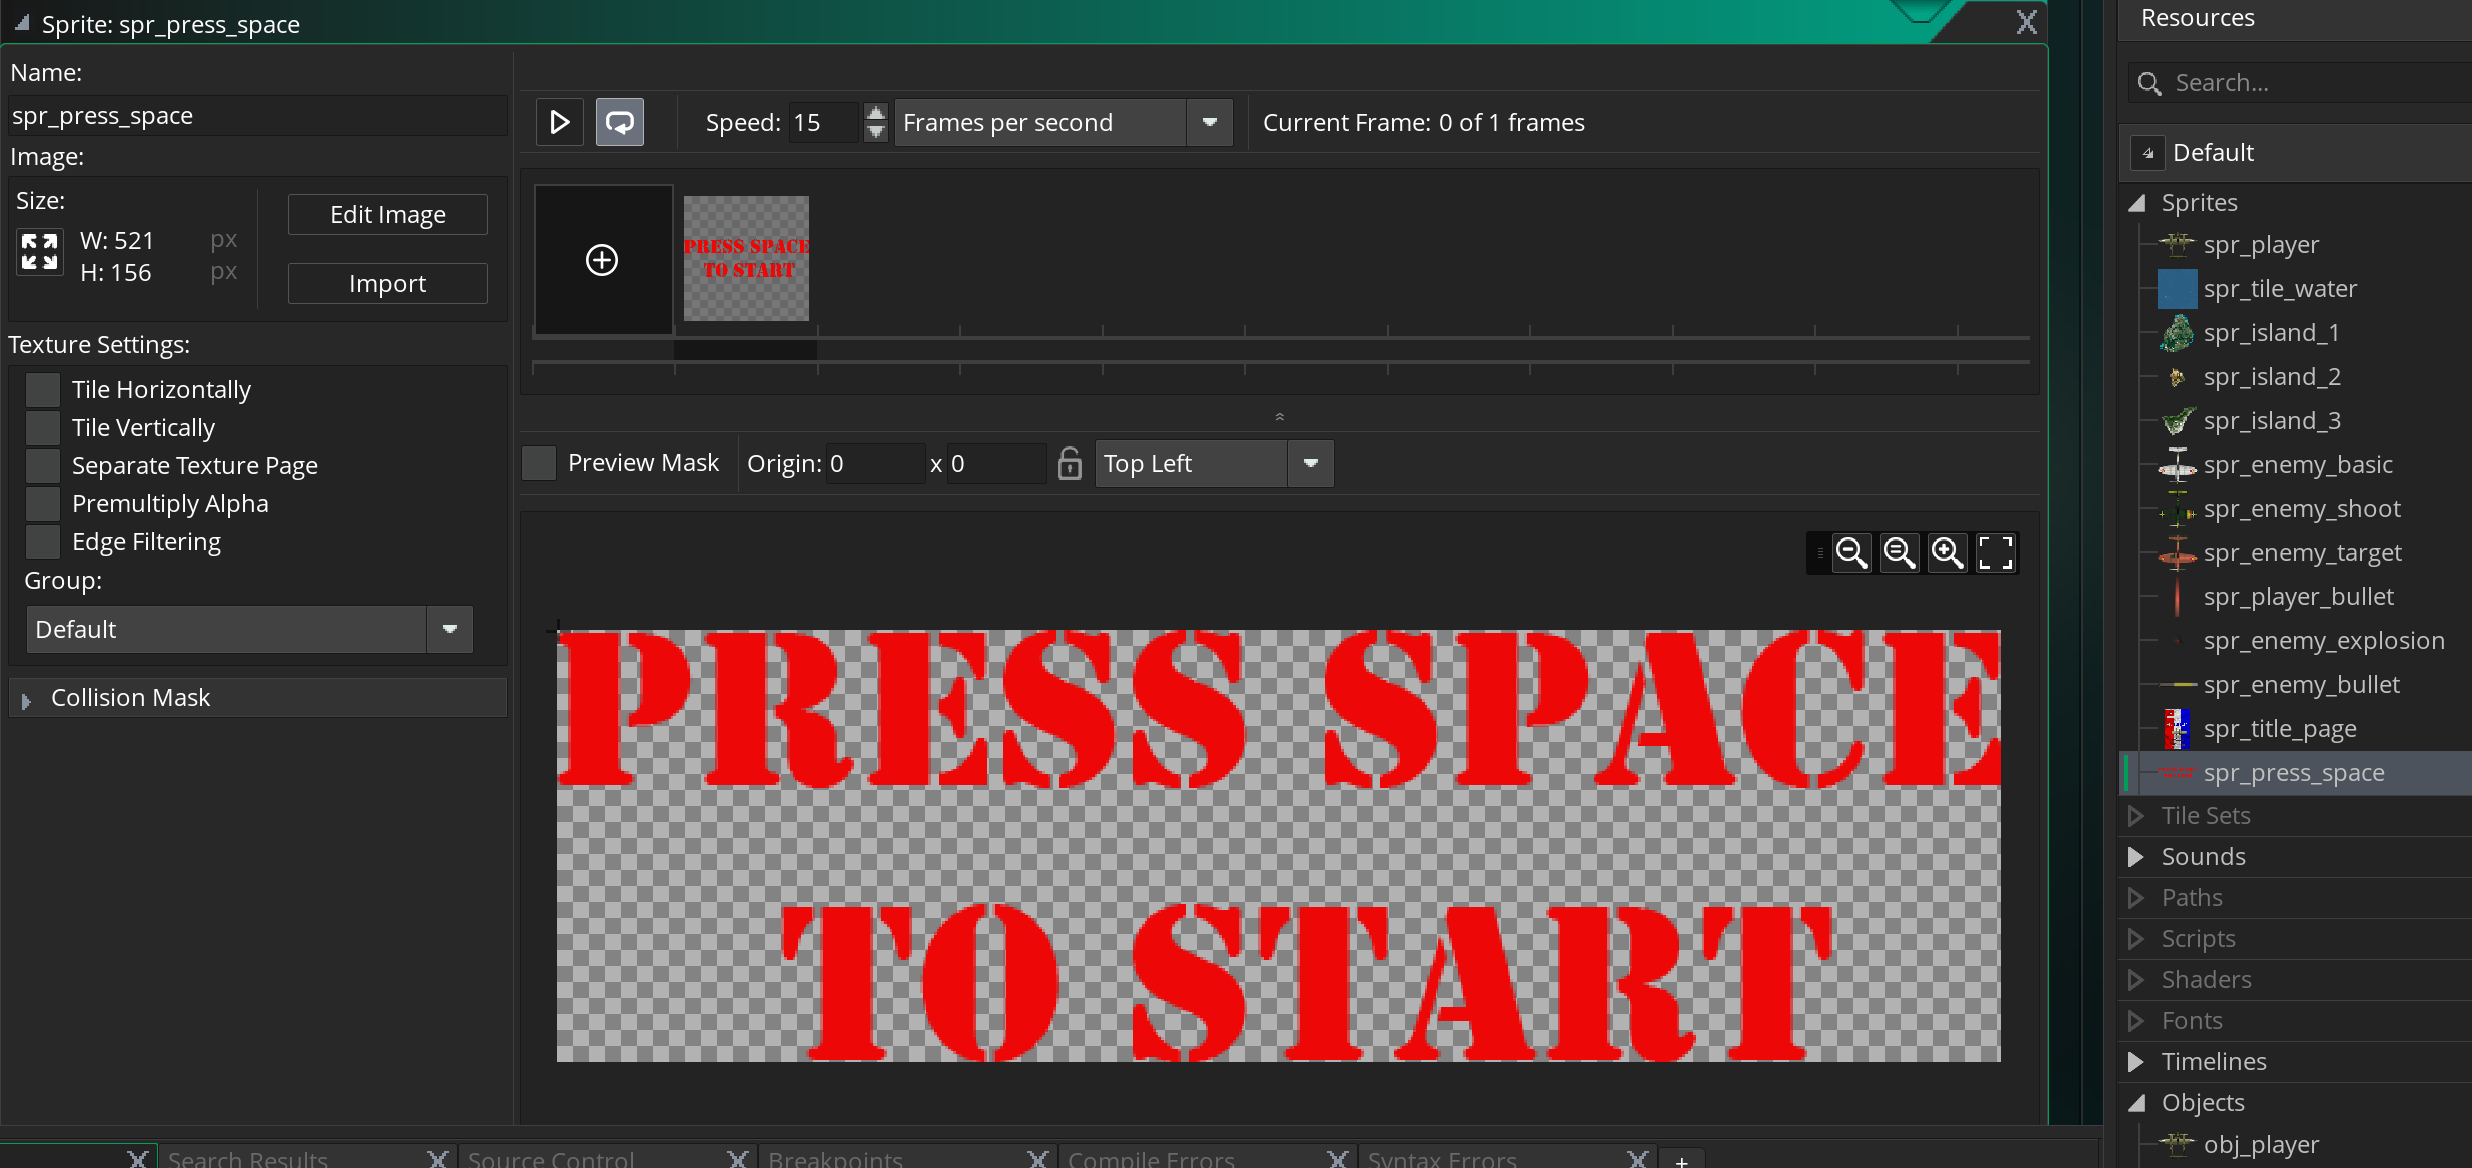 Sprite: spr_press_space
Name:
spr_press_space
Image:
Size:
W: 521 px
H: 156 px
Edit Image
Import
Texture Settings:
Tile Horizontally
Tile Vertically
Separate Texture Page
Premultiply Alpha
Edge Filtering
Group:
Default
Collision Mask
Speed: 15 Frames per second Current Frame: 0 of 1 frames
PRESS SPACE
TO START
Preview Mask Origin: 0 x 0 Top Left
PRESS SPACE
TO START
Search Results Source Control Breakpoints Compile Errors Syntax Errors
Resources
Search...
Default
Sprites
spr_player
spr_tile_water
spr_island_1
spr_island_2
spr_island_3
spr_enemy_basic
spr_enemy_shoot
spr_enemy_target
spr_player_bullet
spr_enemy_explosion
spr_enemy_bullet
spr_title_page
spr_press_space
Tile Sets
Sounds
Paths
Scripts
Shaders
Fonts
Timelines
Objects
obj_player